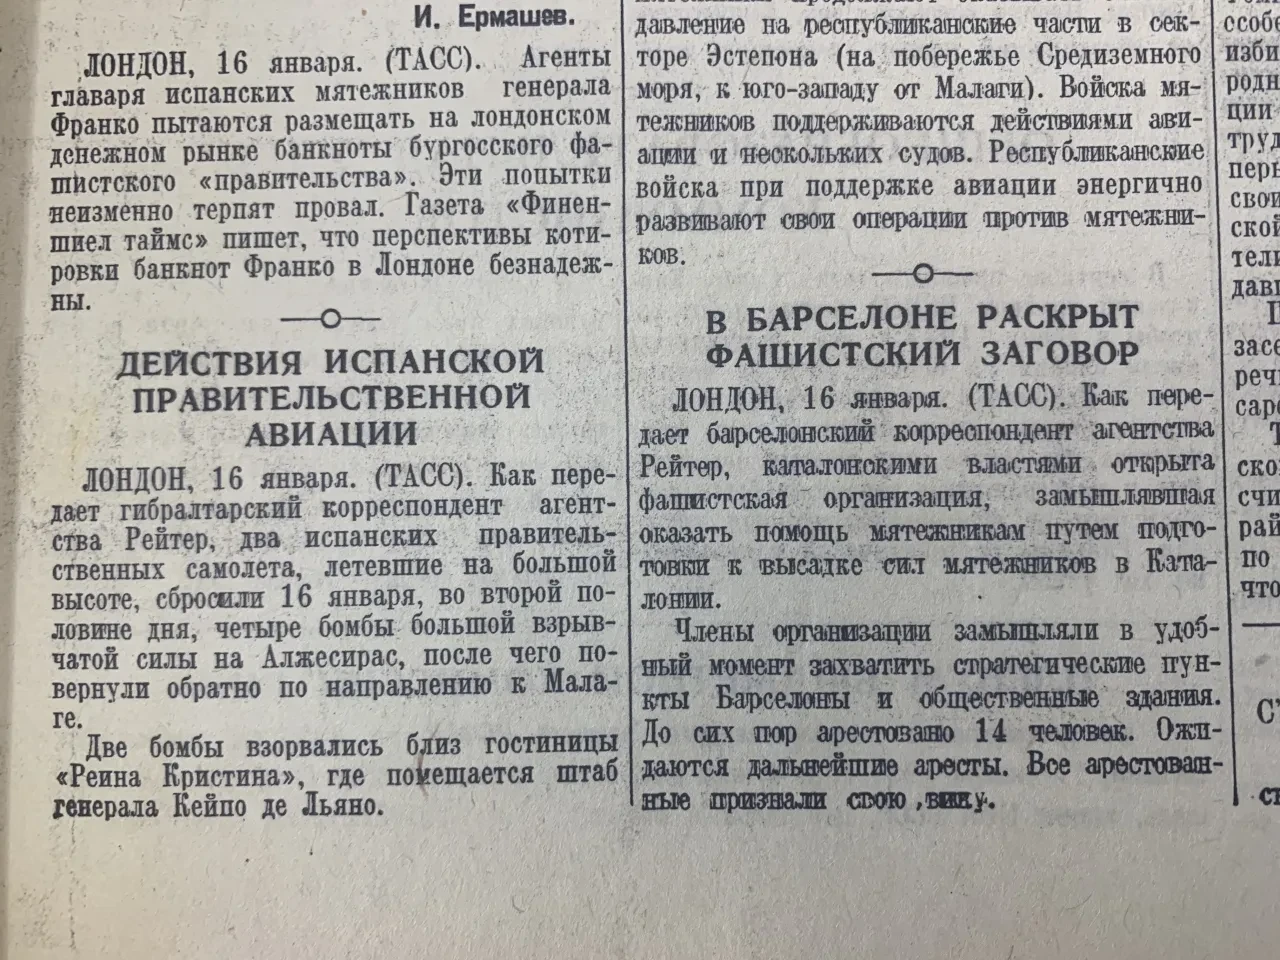 И. Ермашев.
ЛОНДОН, 16 января. (ТАСС). Агенты
главаря испанских мятежников генерала
Франко пытаются размещать на лондонском
денежном рынке банкноты бургосского фа-
шистского «правительства». Эти попытки
неизменно терпят провал. Газета «Финен-
шиел таймс» пишет, что перспективы коти-
ровки банкнот Франко в Лондоне безнадеж-
ны.
ДЕЙСТВИЯ ИСПАНСКОЙ
ПРАВИТЕЛЬСТВЕННОЙ
АВИАЦИИ
ЛОНДОН, 16 января. (ТАСС). Как пере-
дает гибралтарский корреспондент агент-
ства Рейтер, два испанских правитель-
ственных самолета, летевшие на большой
высоте, сбросили 16 января, во второй по-
ловине дня, четыре бомбы большой взрыв-
чатой силы на Алжесирас, после чего по-
вернули обратно по направлению к Мала-
ге.
Две бомбы взорвались близ гостиницы
«Реина Кристина», где помещается штаб
генерала Кейпо де Льяно.
давление на республиканские части в сек-
торе Эстепона (на побережье Средиземного
моря, к юго-западу от Малаги). Войска мя-
тежников поддерживаются действиями ави-
ации и нескольких судов. Республиканские
войска при поддержке авиации энергично
развивают свои операции против мятежни-
ков.
В БАРСЕЛОНЕ РАСКРЫТ
ФАШИСТСКИЙ ЗАГОВОР
ЛОНДОН, 16 января. (ТАСС). Как пере-
дает барселонский корреспондент агентства
Рейтер, каталонскими властями открыта
фашистская организация, замышлявшая
оказать помощь мятежникам путем подго-
товки к высадке сил мятежников в Ката-
лонии.
Члены организации замышляли в удоб-
ный момент захватить стратегические пун-
кты Барселоны и общественные здания.
До сих пор арестовано 14 человек. Ожи-
даются дальнейшие аресты. Все арестован-
ные признали свою вину.